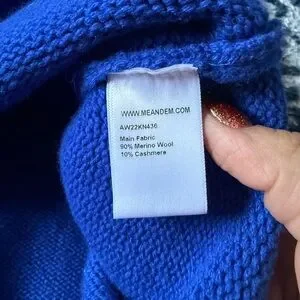 WWW.MEANDEM.COM
AW22KN436
Main Fabric
90% Merino Wool
10% Cashmere